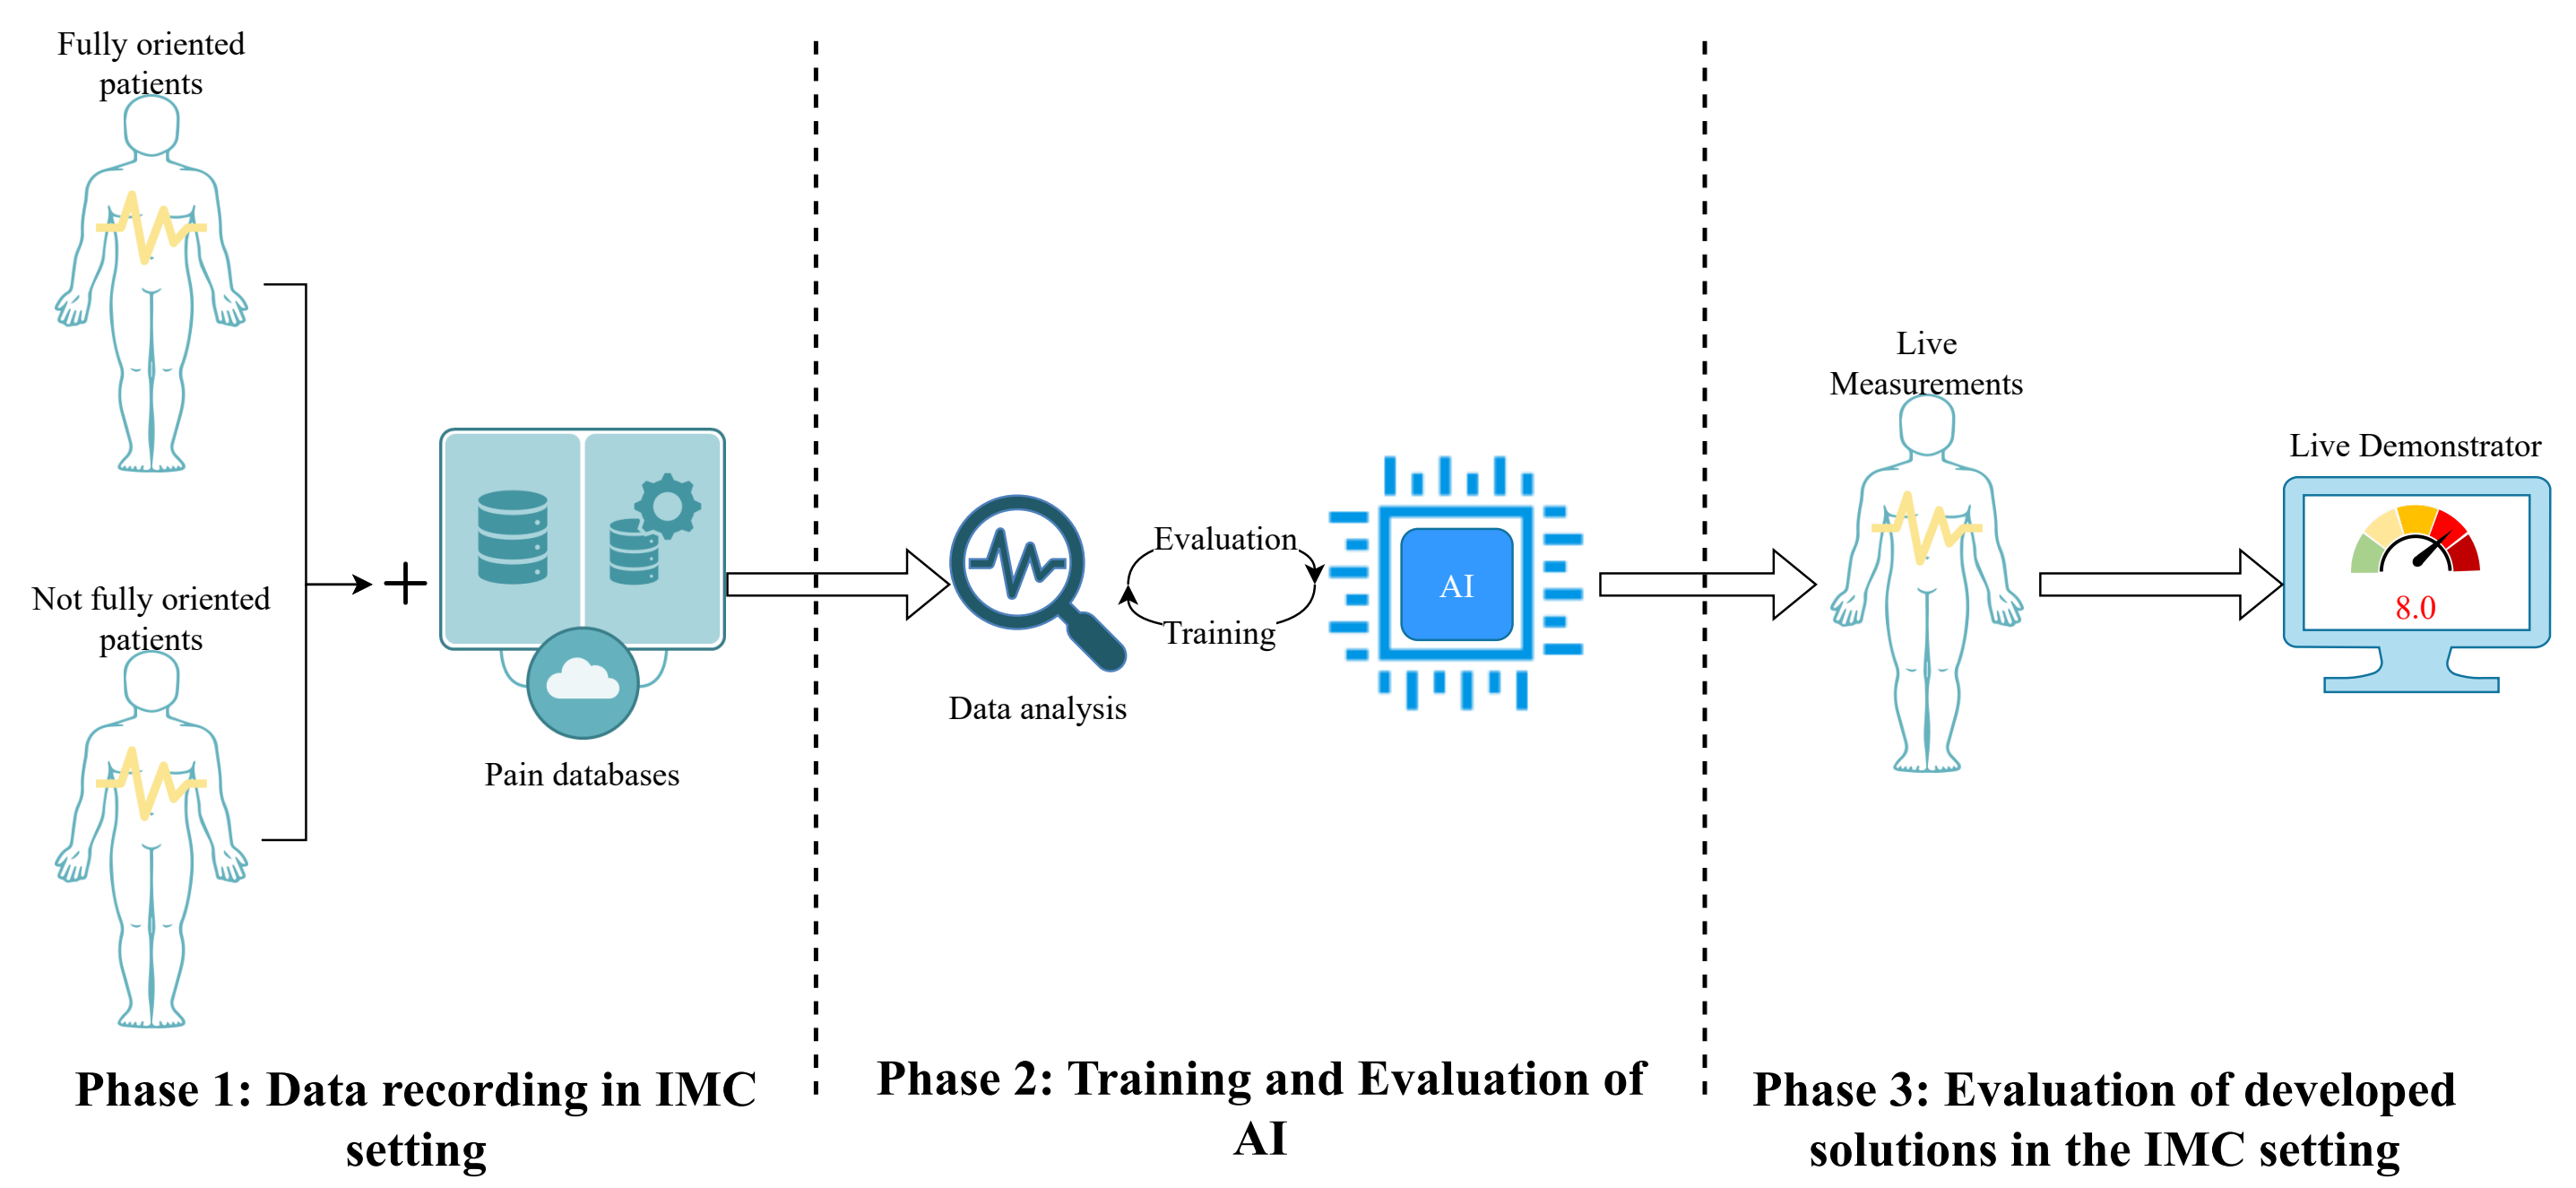 Fully oriented
patients
Not fully oriented
patients
Pain databases
Phase 1: Data recording in IMC
setting
Data analysis
Evaluation
Training
AI
Phase 2: Training and Evaluation of
AI
Live
Measurements
Live Demonstrator
8.0
Phase 3: Evaluation of developed
solutions in the IMC setting